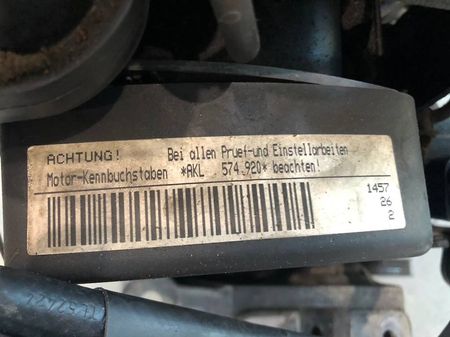 ACHTUNG! Bei allen Pruef-und Einstellarbeiten
Motor-Kennbuchstaben *AKL 574.920* beachten!
1457
26
2